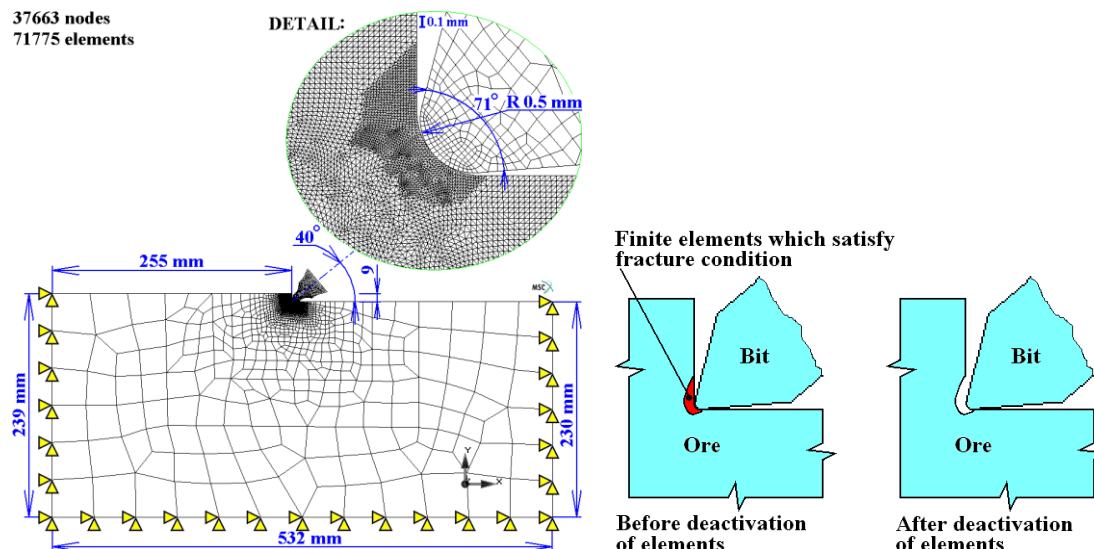 37663 nodes
71775 elements
DETAIL:
0.1 mm
71°
R 0.5 mm
40°
255 mm
9
MSC
239 mm
230 mm
Y
X
532 mm
Finite elements which satisfy
fracture condition
Bit
Ore
Before deactivation
of elements
Bit
Ore
After deactivation
of elements